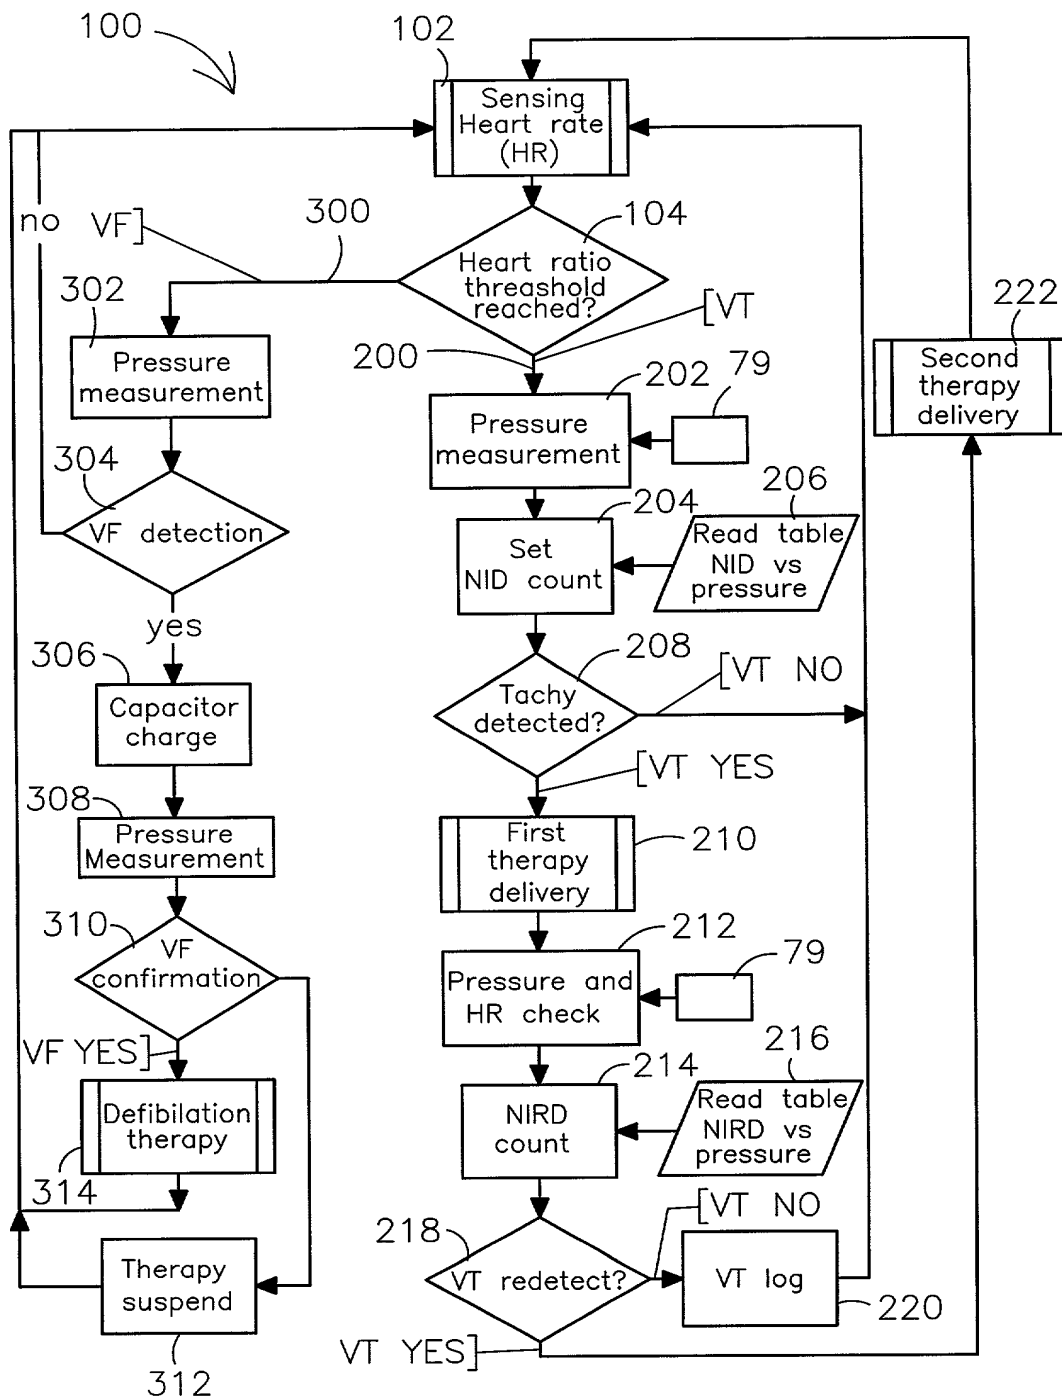 100
102
Sensing
Heart rate
(HR)
no
VF]
300
104
Heart ratio
threashold
reached?
[VT
200
302
Pressure
measurement
202
79
Pressure
measurement
222
Second
therapy
delivery
304
VF detection
204
Set
NID count
206
Read table
NID vs
pressure
yes
306
Capacitor
charge
208
Tachy
detected?
[VT NO
[VT YES
308
Pressure
Measurement
First
therapy
delivery
210
310
VF
confirmation
212
Pressure and
HR check
79
VF YES]
Defibilation
therapy
314
214
NIRD
count
216
Read table
NIRD vs
pressure
Therapy
suspend
312
218
VT redetect?
[VT NO
VT log
220
VT YES]